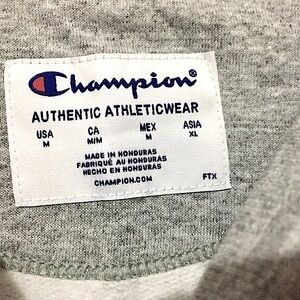 Champion
AUTHENTIC ATHLETICWEAR
USA CA MEX ASIA
M M/M M XL
MADE IN HONDURAS
FABRIQUÉ AU HONDURAS
HECHO EN HONDURAS
CHAMPION.COM FTX